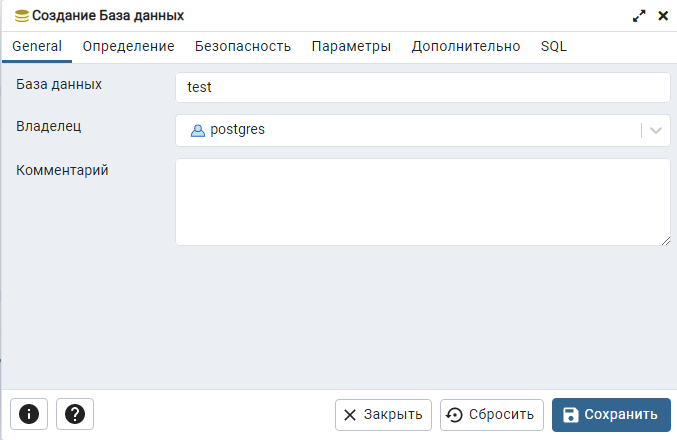 Создание База данных
General Определение Безопасность Параметры Дополнительно SQL
База данных test
Владелец postgres
Комментарий
Закрыть Сбросить Сохранить